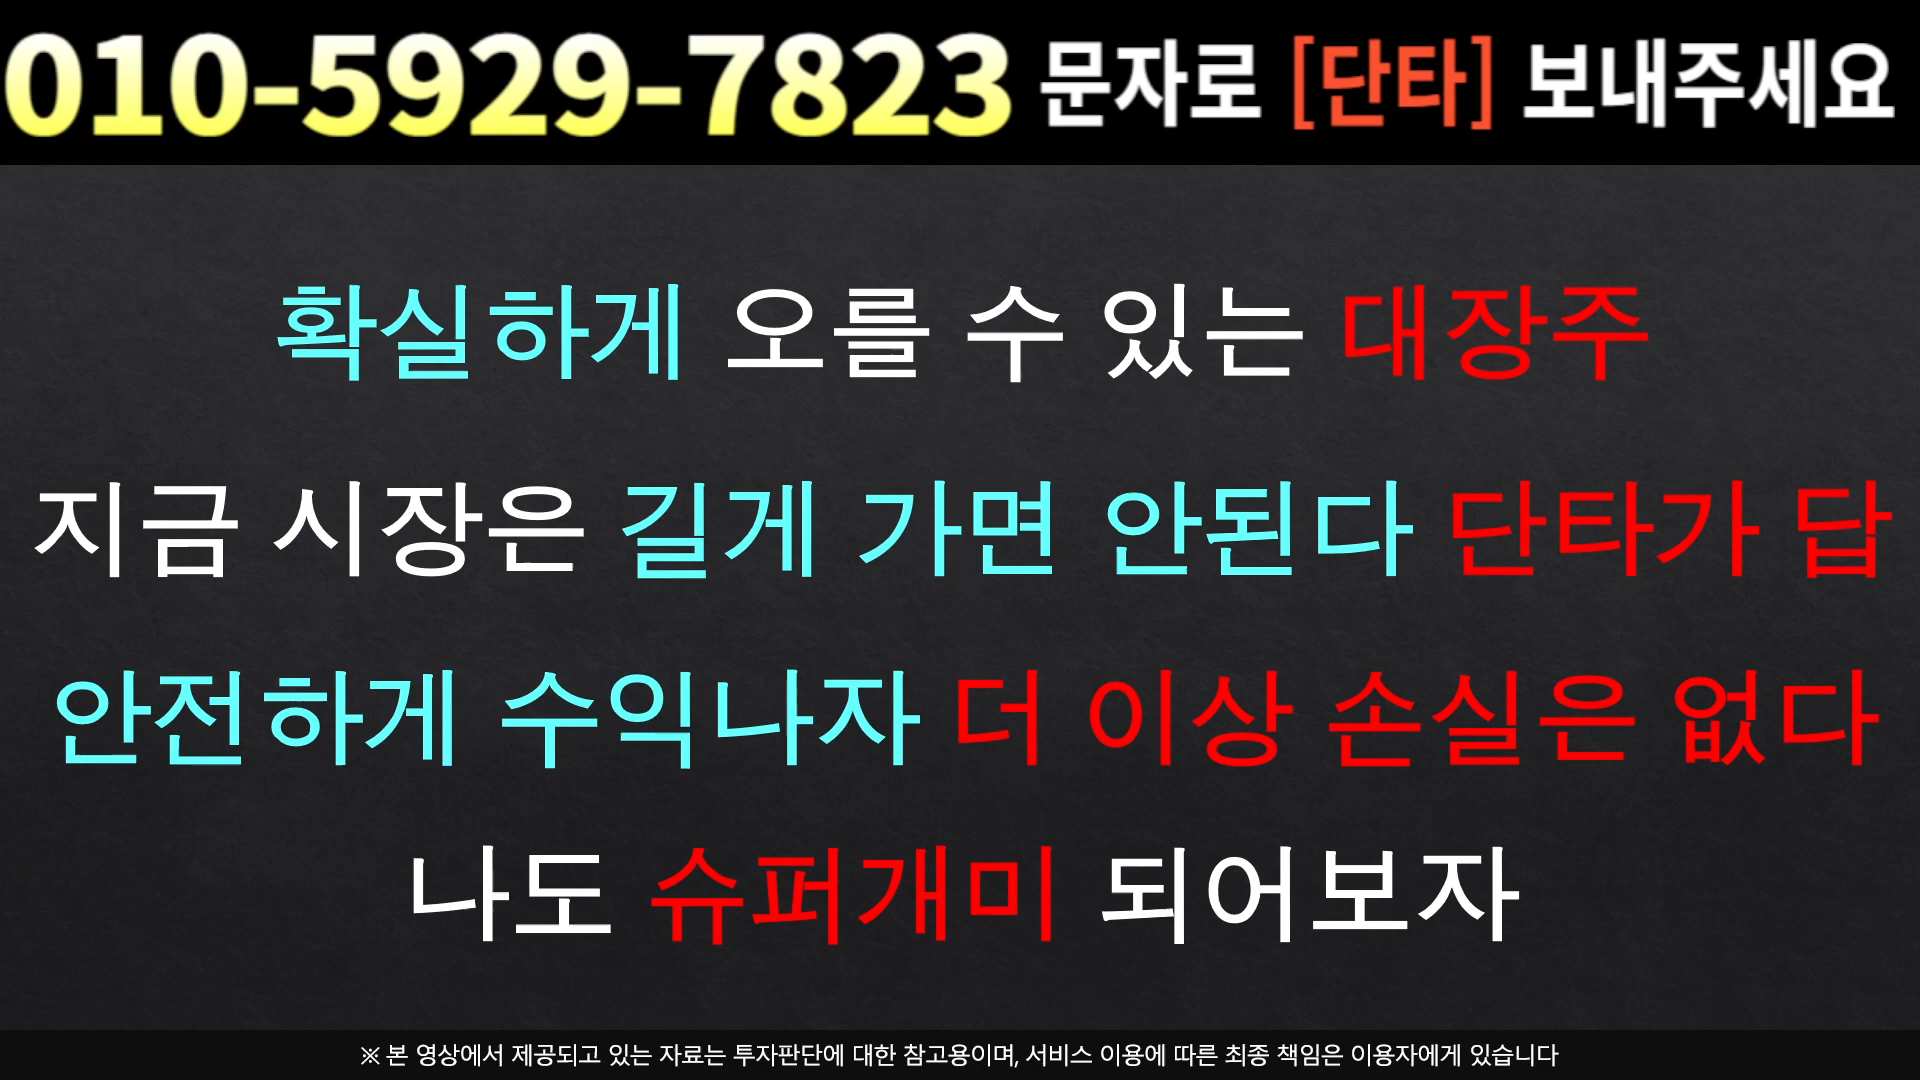 010-5929-7823 문자로 [단타] 보내주세요
확실하게 오를 수 있는 대장주
지금 시장은 길게 가면 안된다 단타가 답
안전하게 수익나자 더 이상 손실은 없다
나도 슈퍼개미 되어보자
※ 본 영상에서 제공되고 있는 자료는 투자판단에 대한 참고용이며, 서비스 이용에 따른 최종 책임은 이용자에게 있습니다